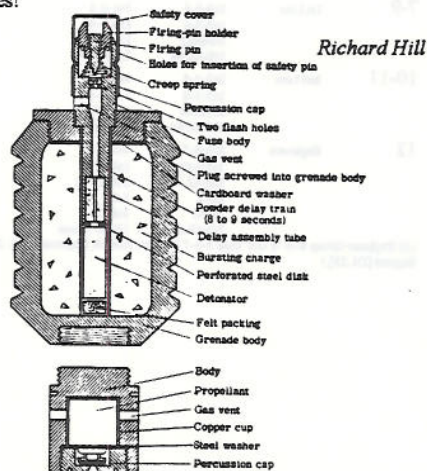 es!
Richard Hill
Safety cover
Firing-pin holder
Firing pin
Holes for insertion of safety pin
Creep spring
Percussion cap
Two flash holes
Fuse body
Gas vent
Plug screwed into grenade body
Cardboard washer
Powder delay train
(8 to 9 seconds)
Delay assembly tube
Bursting charge
Perforated steel disk
Detonator
Felt packing
Grenade body
Body
Propellant
Gas vent
Copper cup
Steel washer
Percussion cap